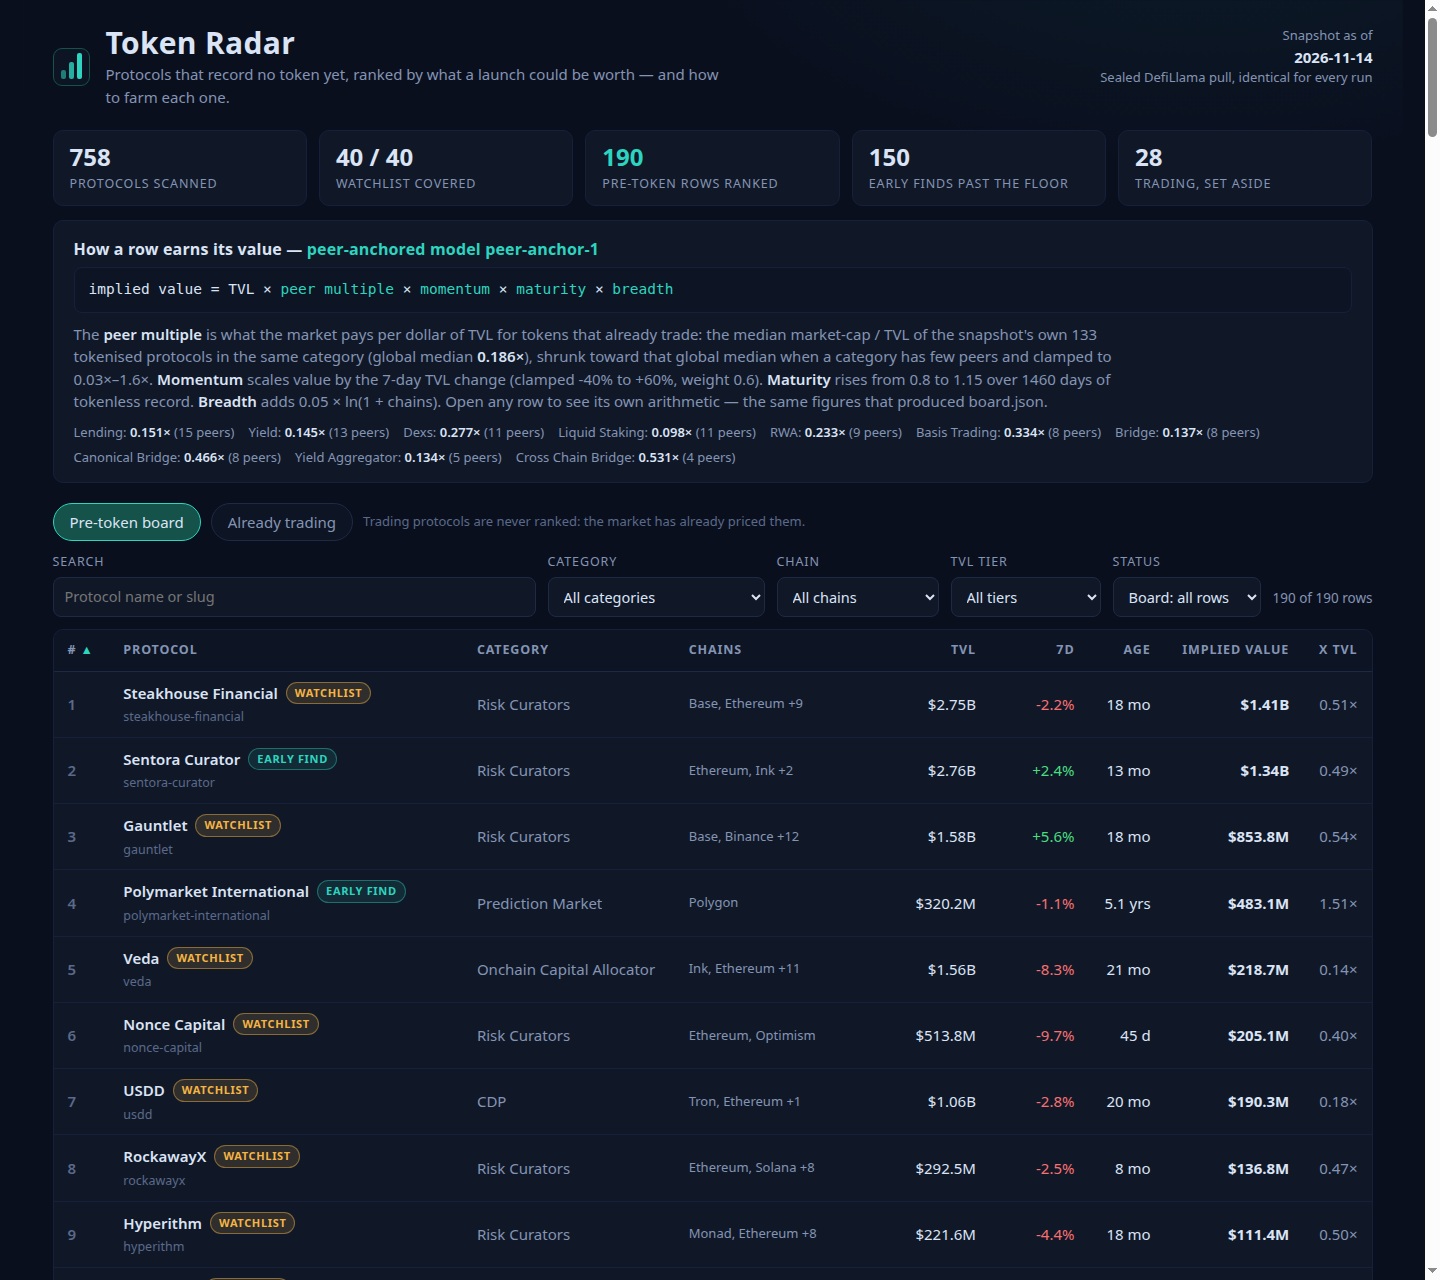 Token Radar
Protocols that record no token yet, ranked by what a launch could be worth — and how
to farm each one.
Snapshot as of
2026-11-14
Sealed DefiLlama pull, identical for every run
758
PROTOCOLS SCANNED
40 / 40
WATCHLIST COVERED
190
PRE-TOKEN ROWS RANKED
150
EARLY FINDS PAST THE FLOOR
28
TRADING, SET ASIDE
How a row earns its value — peer-anchored model peer-anchor-1
implied value = TVL × peer multiple × momentum × maturity × breadth
The peer multiple is what the market pays per dollar of TVL for tokens that already trade: the median market-cap / TVL of the snapshot's own 133
tokenised protocols in the same category (global median 0.186×), shrunk toward that global median when a category has few peers and clamped to
0.03×–1.6×. Momentum scales value by the 7-day TVL change (clamped -40% to +60%, weight 0.6). Maturity rises from 0.8 to 1.15 over 1460 days of
tokenless record. Breadth adds 0.05 × ln(1 + chains). Open any row to see its own arithmetic — the same figures that produced board.json.
Lending: 0.151× (15 peers) Yield: 0.145× (13 peers) Dexs: 0.277× (11 peers) Liquid Staking: 0.098× (11 peers) RWA: 0.233× (9 peers) Basis Trading: 0.334× (8 peers) Bridge: 0.137× (8 peers)
Canonical Bridge: 0.466× (8 peers) Yield Aggregator: 0.134× (5 peers) Cross Chain Bridge: 0.531× (4 peers)
Pre-token board Already trading Trading protocols are never ranked: the market has already priced them.
SEARCH CATEGORY CHAIN TVL TIER STATUS
Protocol name or slug All categories All chains All tiers Board: all rows 190 of 190 rows
# ▲ PROTOCOL CATEGORY CHAINS TVL 7D AGE IMPLIED VALUE X TVL
1 Steakhouse Financial WATCHLIST Risk Curators Base, Ethereum +9 $2.75B -2.2% 18 mo $1.41B 0.51×
steakhouse-financial
2 Sentora Curator EARLY FIND Risk Curators Ethereum, Ink +2 $2.76B +2.4% 13 mo $1.34B 0.49×
sentora-curator
3 Gauntlet WATCHLIST Risk Curators Base, Binance +12 $1.58B +5.6% 18 mo $853.8M 0.54×
gauntlet
4 Polymarket International EARLY FIND Prediction Market Polygon $320.2M -1.1% 5.1 yrs $483.1M 1.51×
polymarket-international
5 Veda WATCHLIST Onchain Capital Allocator Ink, Ethereum +11 $1.56B -8.3% 21 mo $218.7M 0.14×
veda
6 Nonce Capital WATCHLIST Risk Curators Ethereum, Optimism $513.8M -9.7% 45 d $205.1M 0.40×
nonce-capital
7 USDD WATCHLIST CDP Tron, Ethereum +1 $1.06B -2.8% 20 mo $190.3M 0.18×
usdd
8 RockawayX WATCHLIST Risk Curators Ethereum, Solana +8 $292.5M -2.5% 8 mo $136.8M 0.47×
rockawayx
9 Hyperithm WATCHLIST Risk Curators Monad, Ethereum +8 $221.6M -4.4% 18 mo $111.4M 0.50×
hyperithm